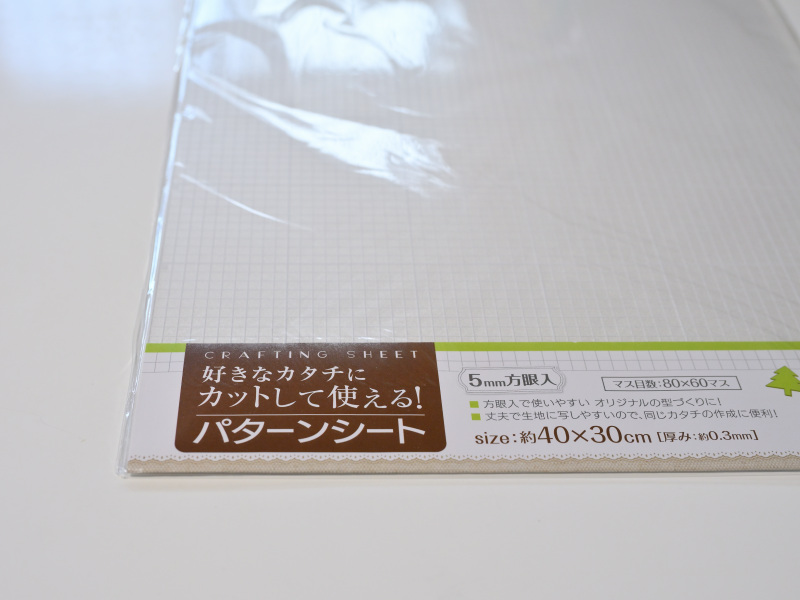 CRAFTING SHEET
好きなカタチに
カットして使える!
パターンシート
5mm方眼入
マス目数:80×60マス
■方眼入で使いやすい オリジナルの型づくりに!
■丈夫で生地に写しやすいので、同じカタチの作成に便利!
size:約40×30cm [厚み:約0.3mm]